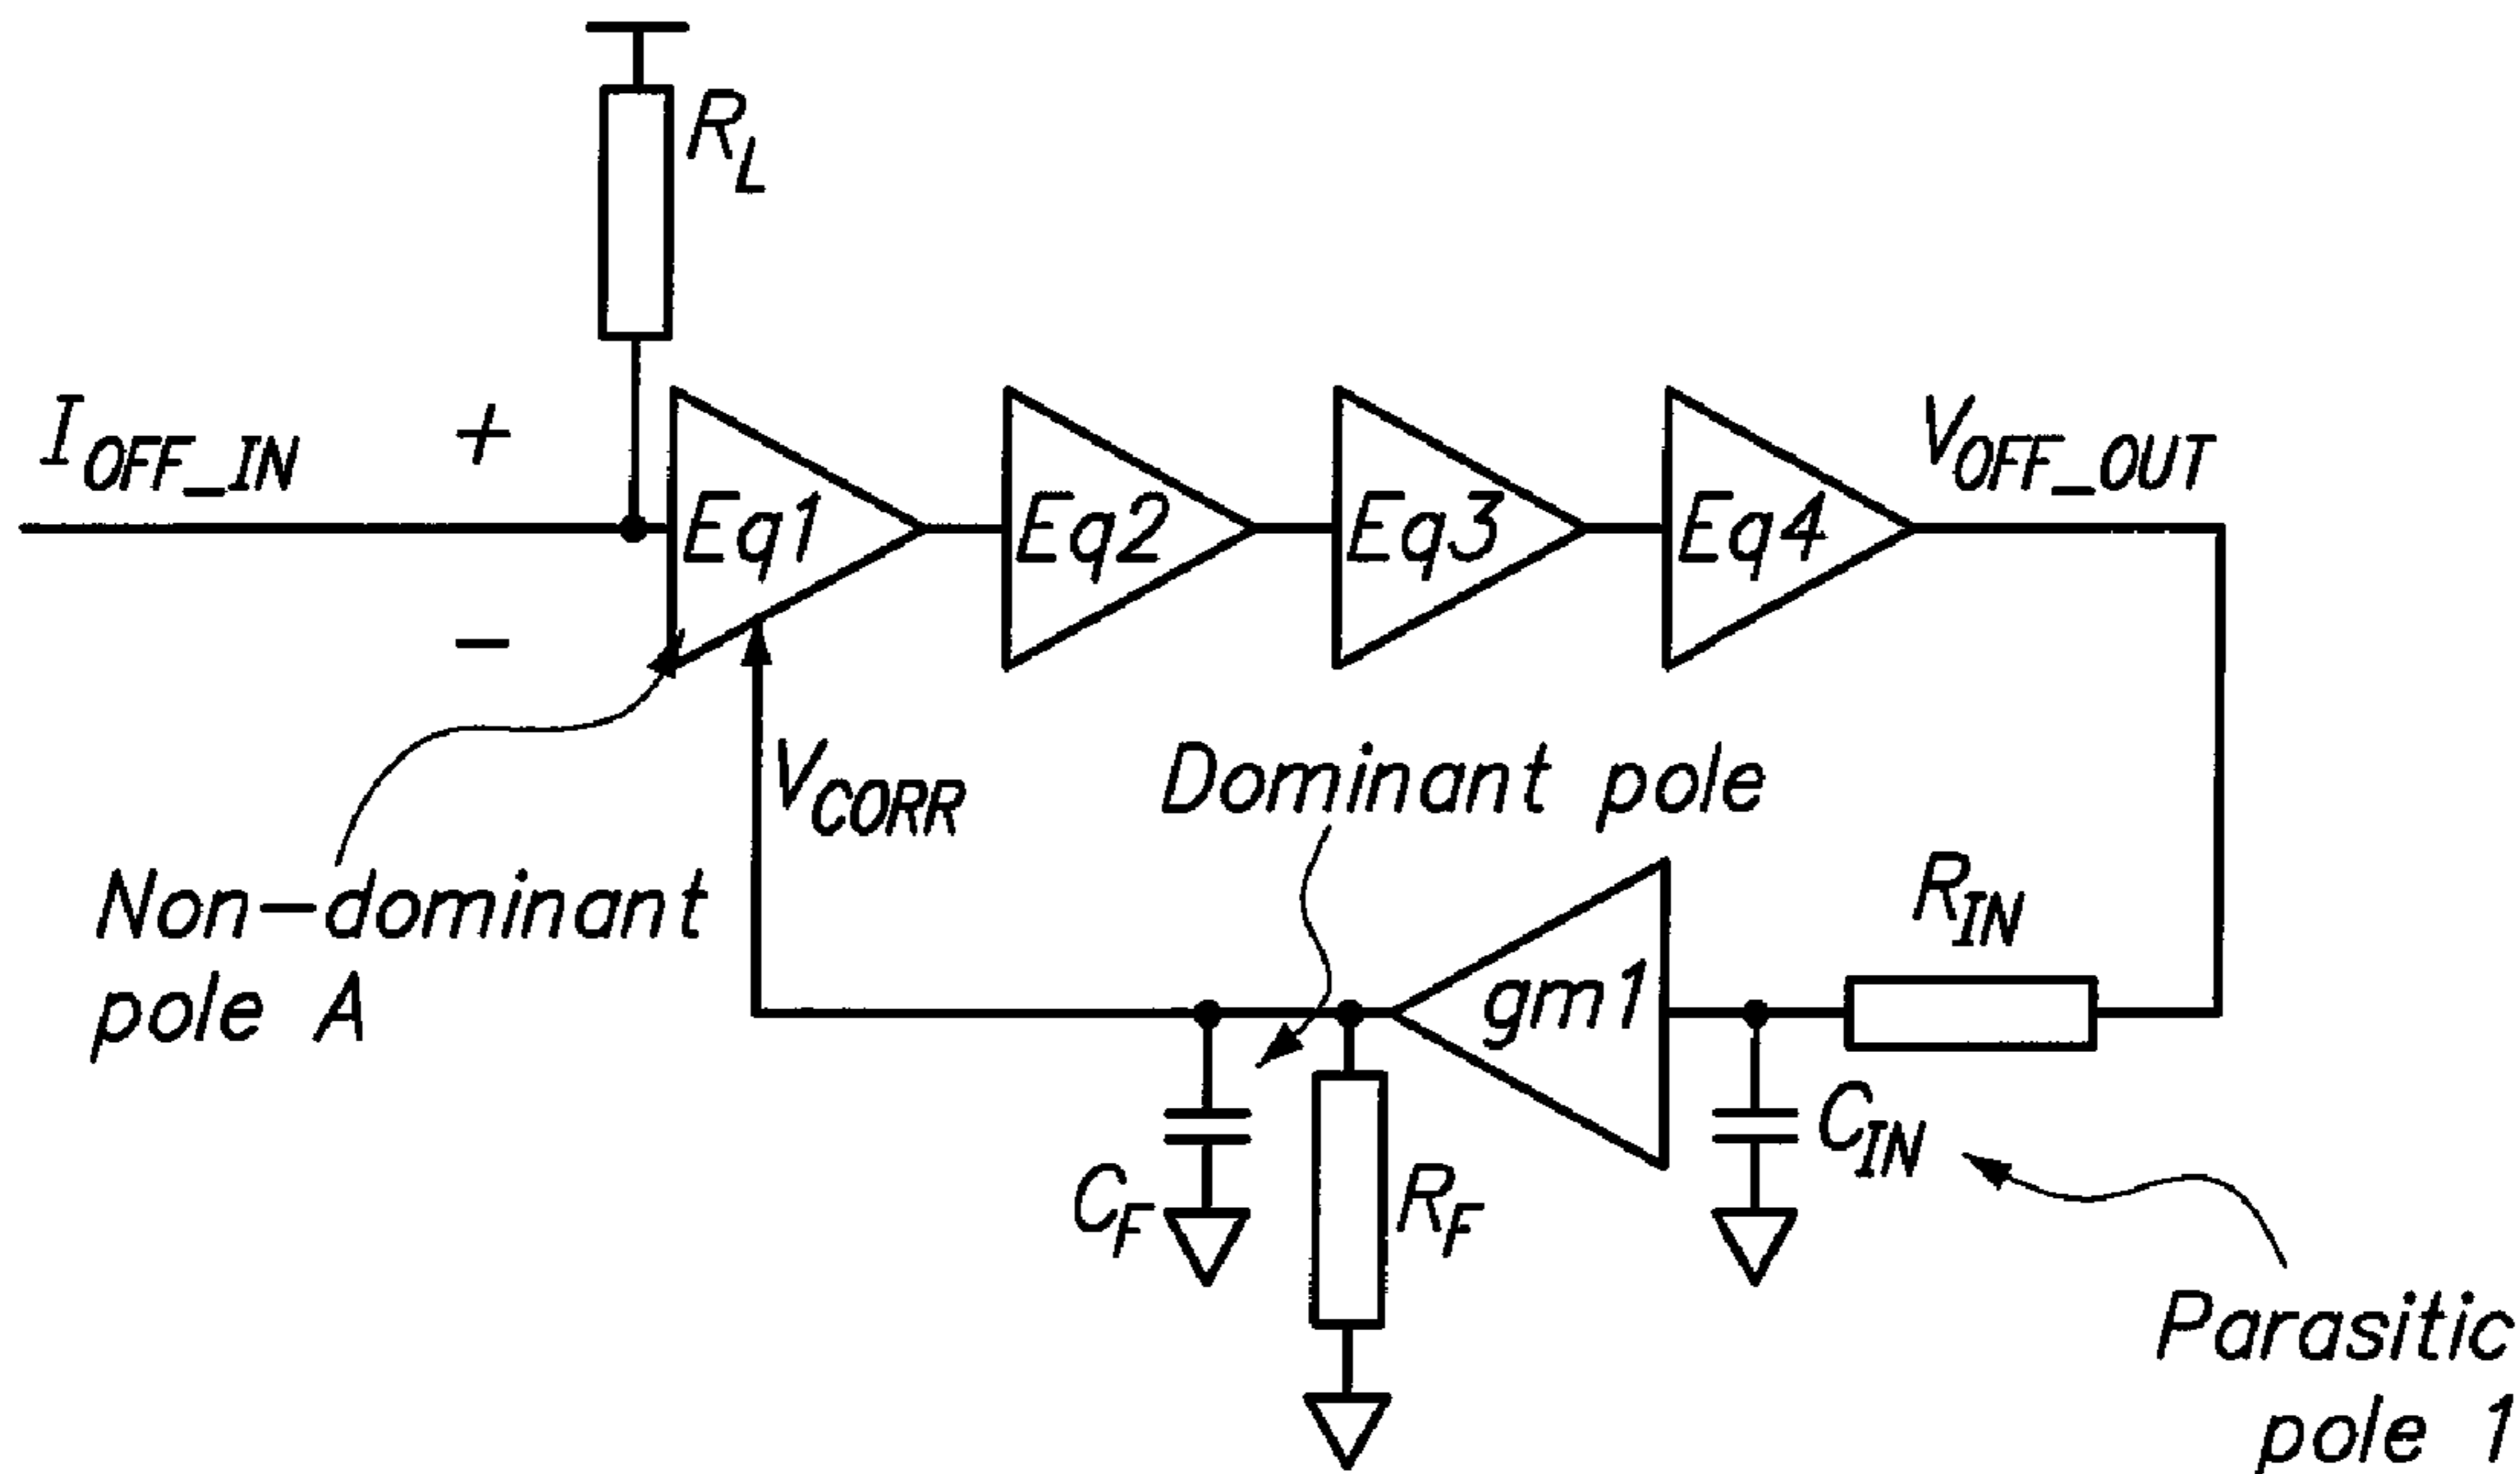 R_L
I_OFF_IN
+
V_OFF_OUT
Eq1
Eq2
Eq3
Eq4
-
V_CORR
Dominant pole
Non-dominant
pole A
R_IN
gm1
C_IN
C_F
R_F
Parasitic
pole 1